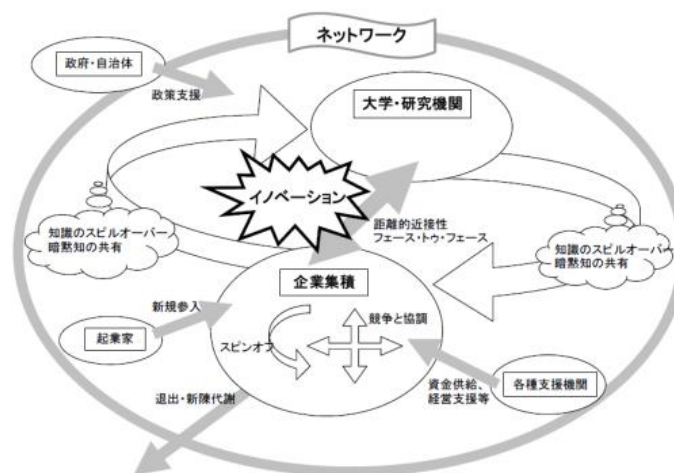 ネットワーク
政府・自治体
政策支援
大学・研究機関
イノベーション
距離的近接性
フェース・トゥ・フェース
知識のスピルオーバー
暗黙知の共有
知識のスピルオーバー
暗黙知の共有
企業集積
新規参入
起業家
スピンオフ
競争と協調
退出・新陳代謝
資金供給、
経営支援等
各種支援機関